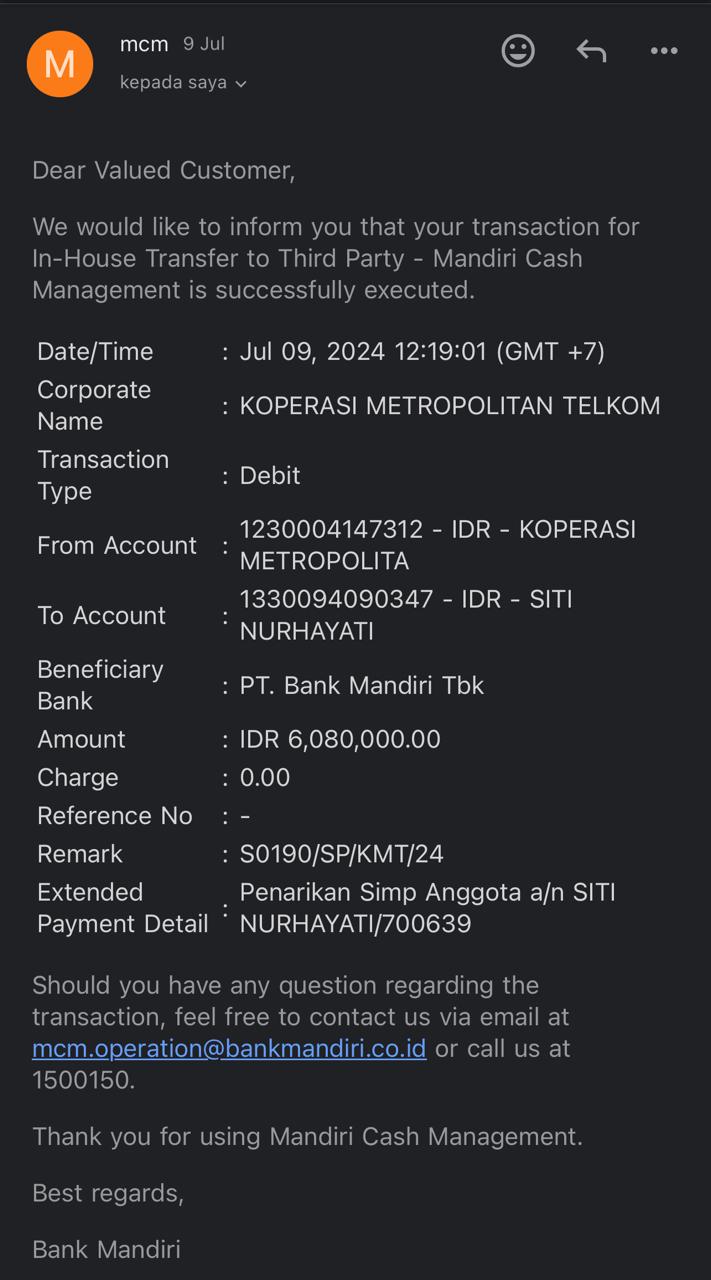 M
mcm 9 Jul
kepada saya
Dear Valued Customer,
We would like to inform you that your transaction for
In-House Transfer to Third Party - Mandiri Cash
Management is successfully executed.
Date/Time : Jul 09, 2024 12:19:01 (GMT +7)
Corporate
Name : KOPERASI METROPOLITAN TELKOM
Transaction
Type : Debit
From Account : 1230004147312 - IDR - KOPERASI
METROPOLITA
To Account : 1330094090347 - IDR - SITI
NURHAYATI
Beneficiary
Bank : PT. Bank Mandiri Tbk
Amount : IDR 6,080,000.00
Charge : 0.00
Reference No : -
Remark : S0190/SP/KMT/24
Extended
Payment Detail : Penarikan Simp Anggota a/n SITI
NURHAYATI/700639
Should you have any question regarding the
transaction, feel free to contact us via email at
mcm.operation@bankmandiri.co.id or call us at
1500150.
Thank you for using Mandiri Cash Management.
Best regards,
Bank Mandiri